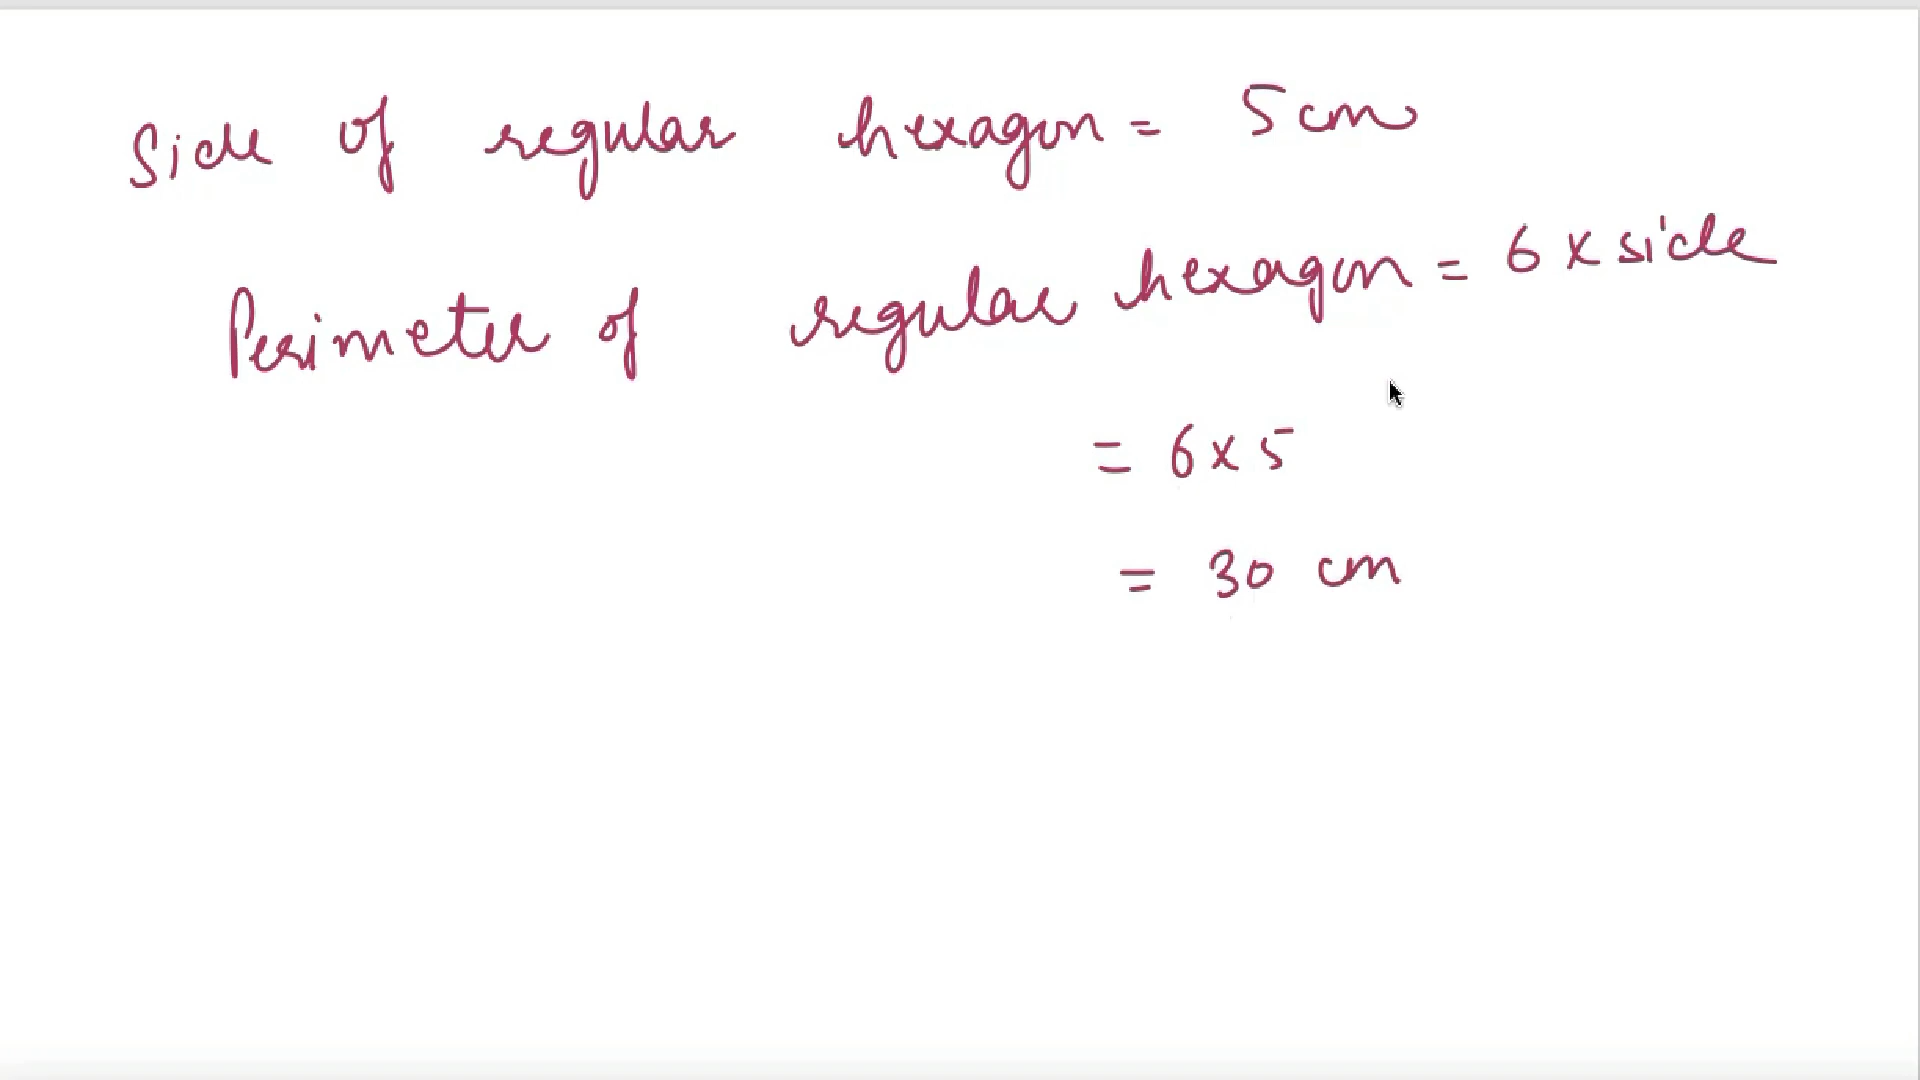 Side of regular hexagon = 5 cm
Perimeter of regular hexagon = 6 x side
= 6 x 5
= 30 cm